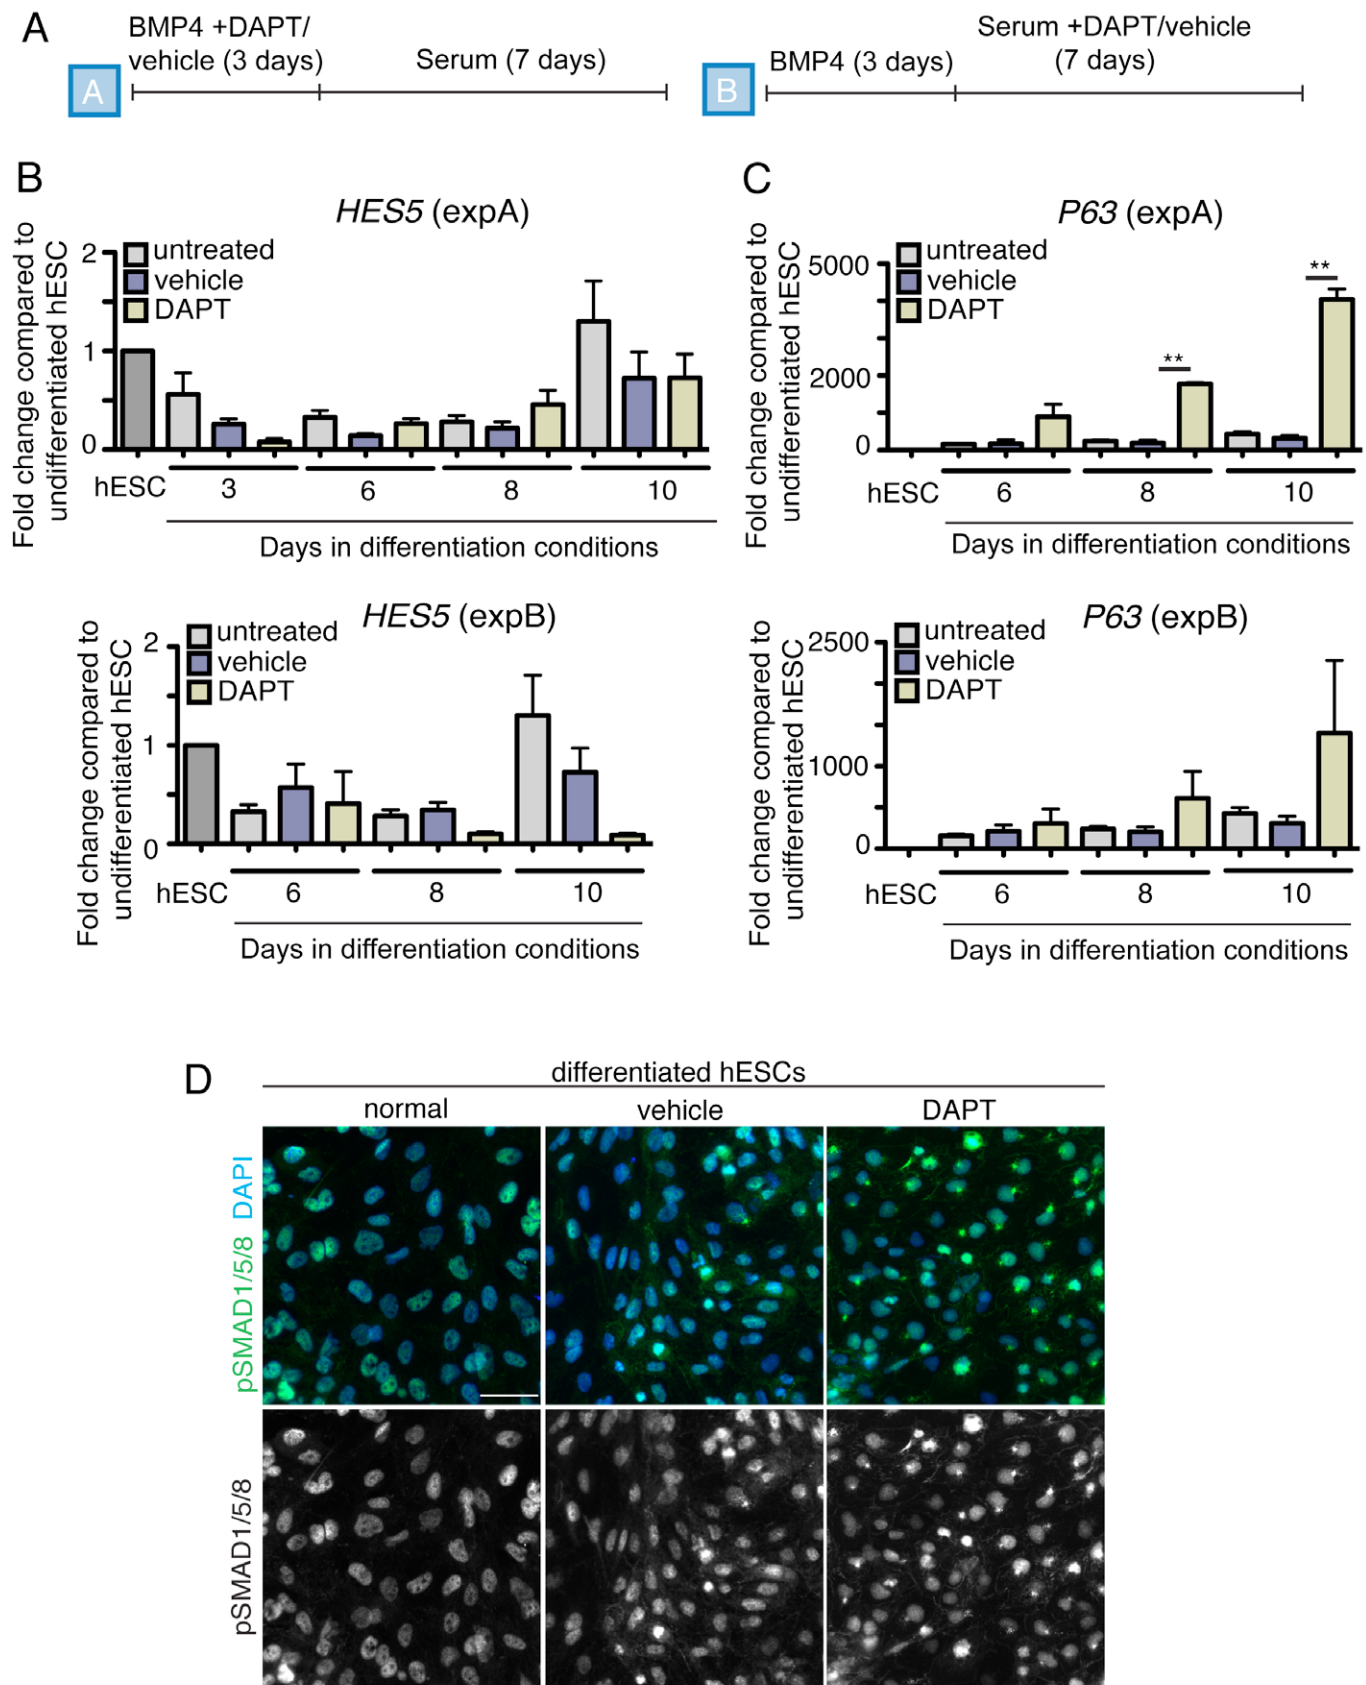 A
BMP4 +DAPT/
vehicle (3 days)
Serum (7 days)
A
Serum +DAPT/vehicle
(7 days)
BMP4 (3 days)
B
B
HES5 (expA)
Fold change compared to
undifferentiated hESC
2
1
0
untreated
vehicle
DAPT
hESC
3
6
8
10
Days in differentiation conditions
C
P63 (expA)
Fold change compared to
undifferentiated hESC
5000
2000
0
untreated
vehicle
DAPT
**
**
hESC
6
8
10
Days in differentiation conditions
HES5 (expB)
Fold change compared to
undifferentiated hESC
2
1
0
untreated
vehicle
DAPT
hESC
6
8
10
Days in differentiation conditions
P63 (expB)
Fold change compared to
undifferentiated hESC
2500
1000
0
untreated
vehicle
DAPT
hESC
6
8
10
Days in differentiation conditions
D
differentiated hESCs
normal
vehicle
DAPT
pSMAD1/5/8 DAPI
pSMAD1/5/8